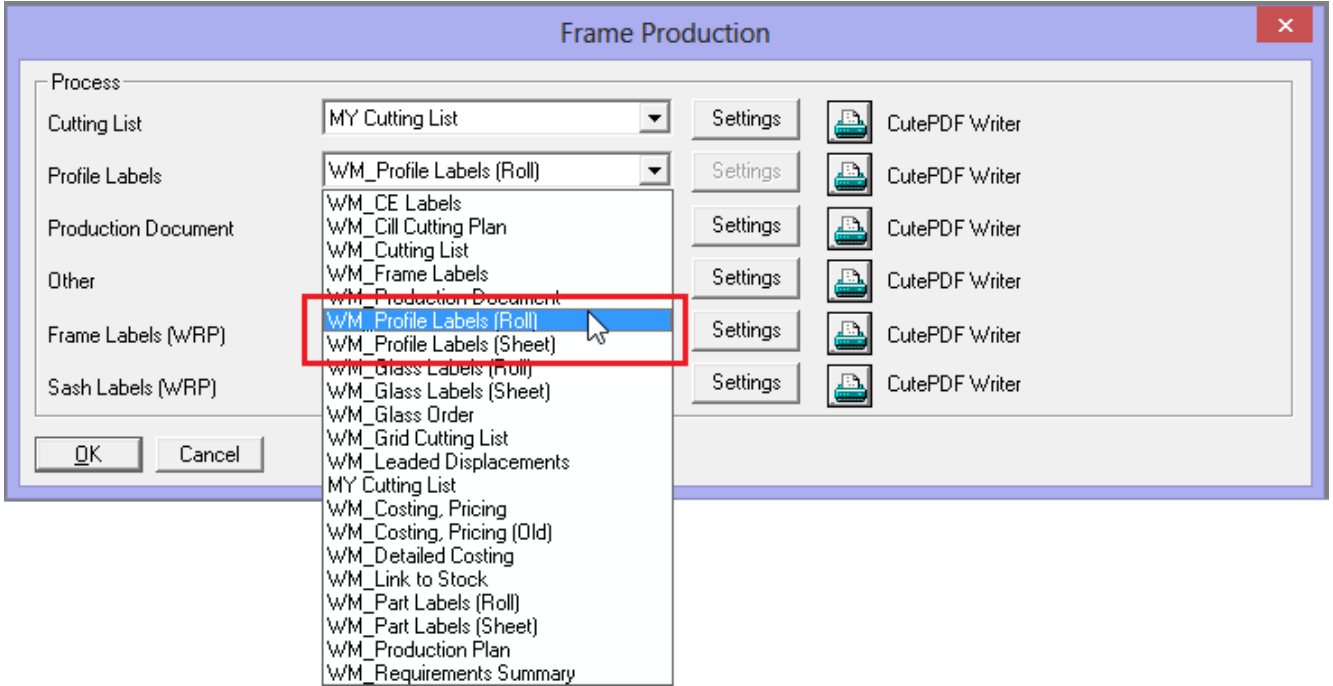 Frame Production
Process
Cutting List
MY Cutting List
Settings
CutePDF Writer
Profile Labels
WM_Profile Labels (Roll)
Settings
CutePDF Writer
WM_CE Labels
WM_Cill Cutting Plan
Production Document
Settings
CutePDF Writer
WM_Cutting List
WM_Frame Labels
Other
Settings
CutePDF Writer
WM_Production Document
WM_Profile Labels (Roll)
Frame Labels (WRP)
Settings
CutePDF Writer
WM_Profile Labels (Sheet)
WM_Glass Labels (Roll)
Sash Labels (WRP)
Settings
CutePDF Writer
WM_Glass Labels (Sheet)
WM_Glass Order
WM_Grid Cutting List
OK
Cancel
WM_Leaded Displacements
MY Cutting List
WM_Costing, Pricing
WM_Costing, Pricing (Old)
WM_Detailed Costing
WM_Link to Stock
WM_Part Labels (Roll)
WM_Part Labels (Sheet)
WM_Production Plan
WM_Requirements Summary